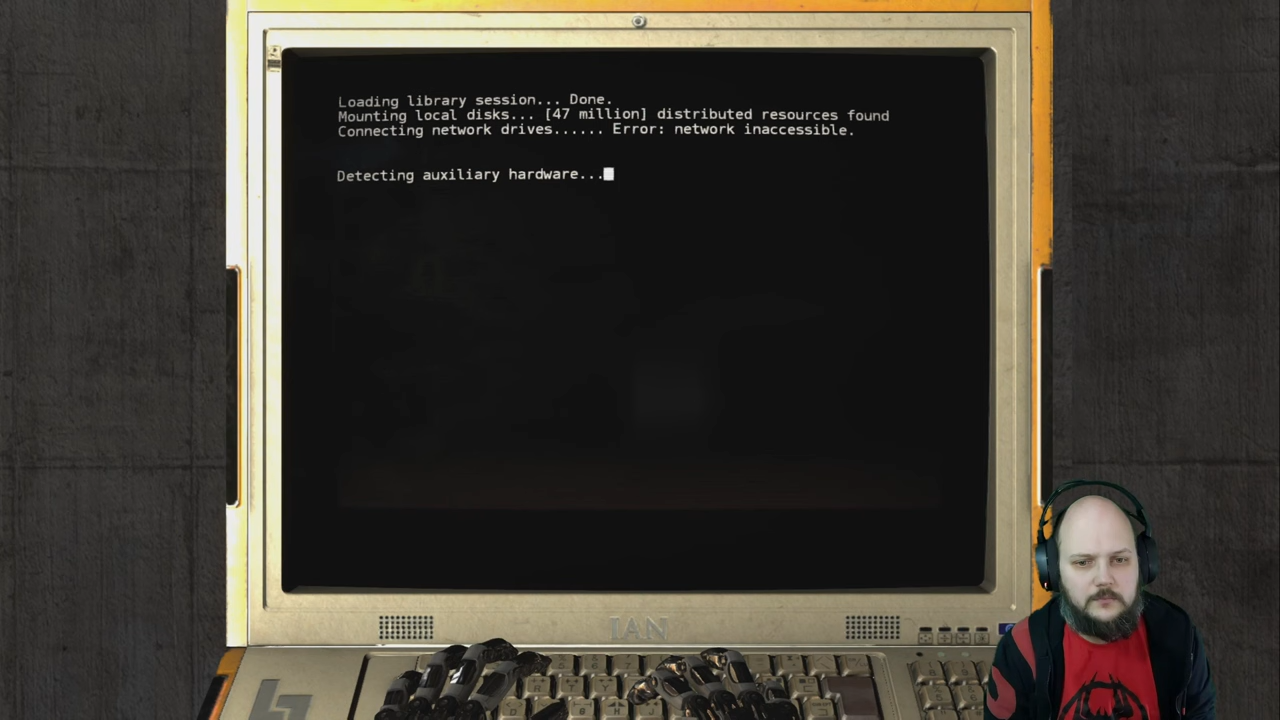 Loading library session... Done.
Mounting local disks... [47 million] distributed resources found
Connecting network drives...... Error: network inaccessible.
Detecting auxiliary hardware...
IAN